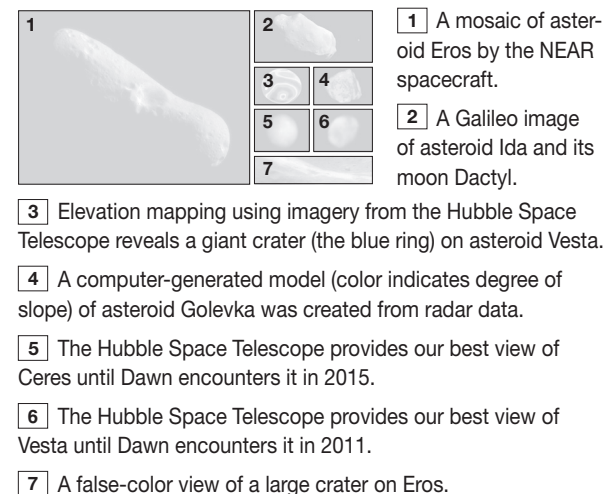 1
2
3 4
5 6
7
1 A mosaic of aster-
oid Eros by the NEAR
spacecraft.
2 A Galileo image
of asteroid Ida and its
moon Dactyl.
3 Elevation mapping using imagery from the Hubble Space
Telescope reveals a giant crater (the blue ring) on asteroid Vesta.
4 A computer-generated model (color indicates degree of
slope) of asteroid Golevka was created from radar data.
5 The Hubble Space Telescope provides our best view of
Ceres until Dawn encounters it in 2015.
6 The Hubble Space Telescope provides our best view of
Vesta until Dawn encounters it in 2011.
7 A false-color view of a large crater on Eros.